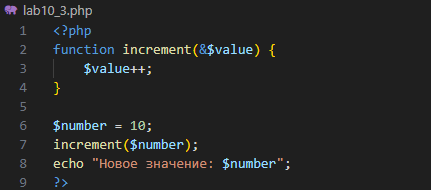 lab10_3.php
1 <?php
2 function increment(&$value) {
3     $value++;
4 }
5
6 $number = 10;
7 increment($number);
8 echo "Новое значение: $number";
9 ?>